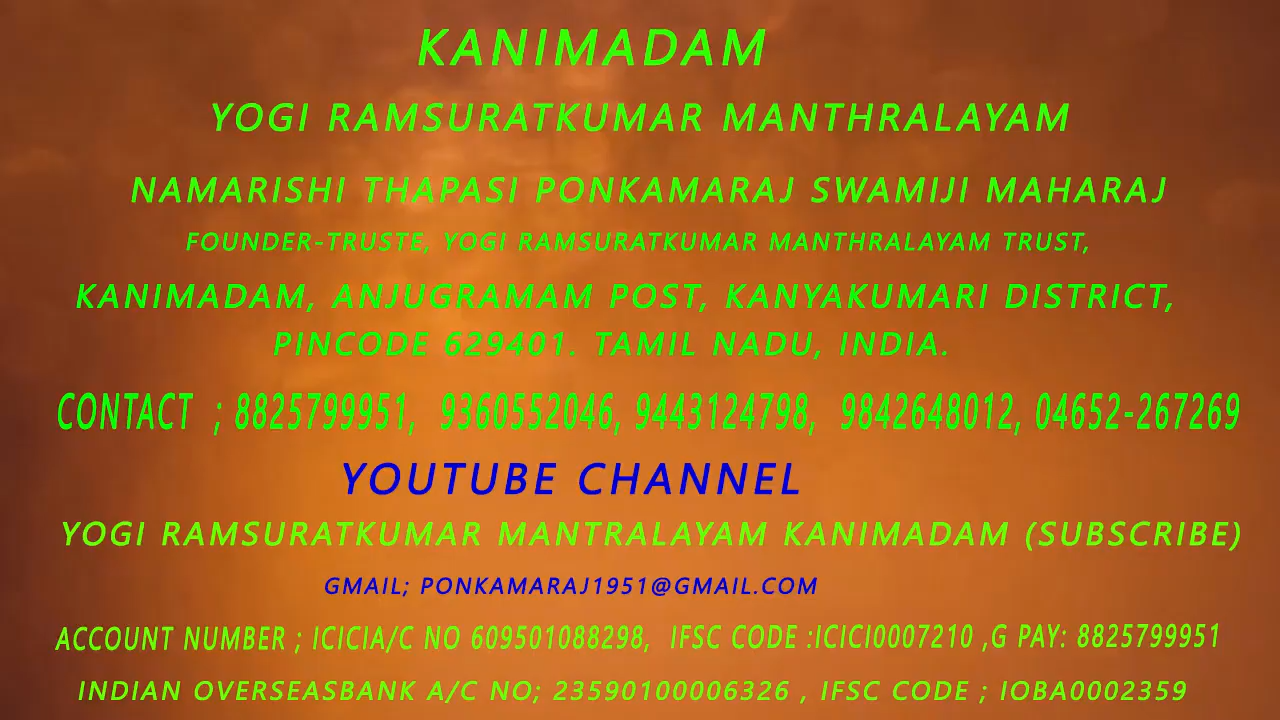 KANIMADAM
YOGI RAMSURATKUMAR MANTHRALAYAM
NAMARISHI THAPASI PONKAMARAJ SWAMIJI MAHARAJ
FOUNDER-TRUSTE, YOGI RAMSURATKUMAR MANTHRALAYAM TRUST,
KANIMADAM, ANJUGRAMAM POST, KANYAKUMARI DISTRICT,
PINCODE 629401. TAMIL NADU, INDIA.
CONTACT ; 8825799951, 9360552046, 9443124798, 9842648012, 04652-267269
YOUTUBE CHANNEL
YOGI RAMSURATKUMAR MANTRALAYAM KANIMADAM (SUBSCRIBE)
GMAIL; PONKAMARAJ1951@GMAIL.COM
ACCOUNT NUMBER ; ICICIA/C NO 609501088298, IFSC CODE :ICICI0007210 ,G PAY: 8825799951
INDIAN OVERSEASBANK A/C NO; 23590100006326 , IFSC CODE ; IOBA0002359